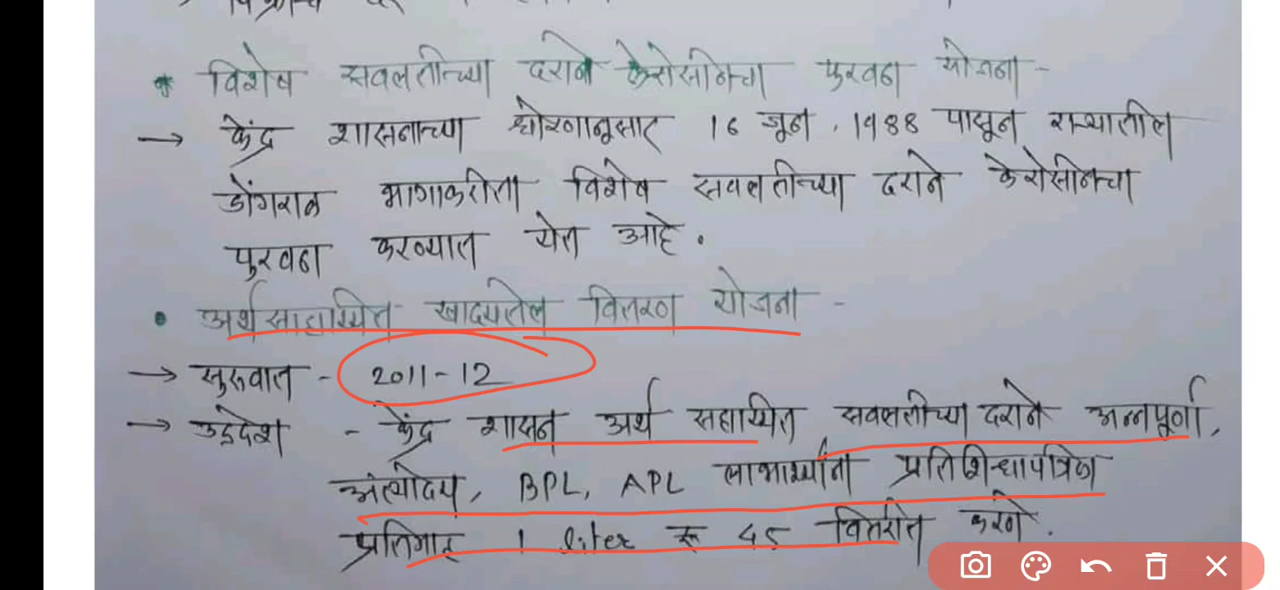 * विशेष सवलतीच्या दराने केरोसीनचा पुरवठा योजना -
→ केंद्र शासनाच्या धोरणानुसार 16 जून, 1988 पासून राज्यातील
डोंगराळ भागाकरीता विशेष सवलतीच्या दराने केरोसीनचा
पुरवठा करण्यात येत आहे.
• अर्थसाहाय्यित खाद्यतेल वितरण योजना -
→ सुरुवात - 2011-12
→ उद्देश - केंद्र शासन अर्थ सहाय्यित सवलतीच्या दराने अन्नपूर्णा,
अंत्योदय, BPL, APL लाभार्थ्यांना प्रतिशिधापत्रिका
प्रतिमाह 1 liter रू ४५ वितरीत करणे.